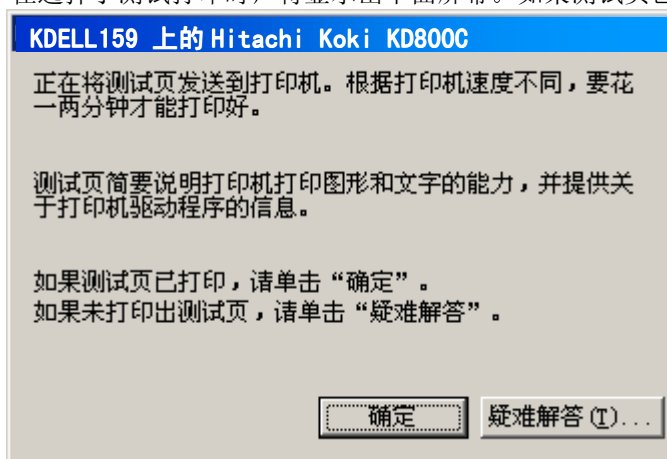 KDELL159 上的 Hitachi Koki KD800C
正在将测试页发送到打印机。根据打印机速度不同，要花
一两分钟才能打印好。
测试页简要说明打印机打印图形和文字的能力，并提供关
于打印机驱动程序的信息。
如果测试页已打印，请单击“确定”。
如果未打印出测试页，请单击“疑难解答”。
确定
疑难解答(T)...